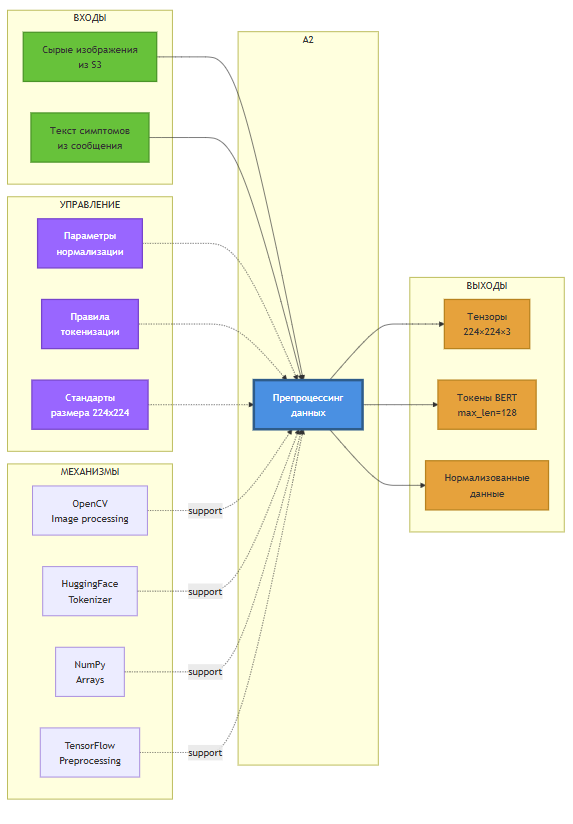 ВХОДЫ
Сырые изображения
из S3
Текст симптомов
из сообщения
УПРАВЛЕНИЕ
Параметры
нормализации
Правила
токенизации
Стандарты
размера 224x224
МЕХАНИЗМЫ
OpenCV
Image processing
HuggingFace
Tokenizer
NumPy
Arrays
TensorFlow
Preprocessing
support
support
support
support
A2
Препроцессинг
данных
ВЫХОДЫ
Тензоры
224×224×3
Токены BERT
max_len=128
Нормализованные
данные